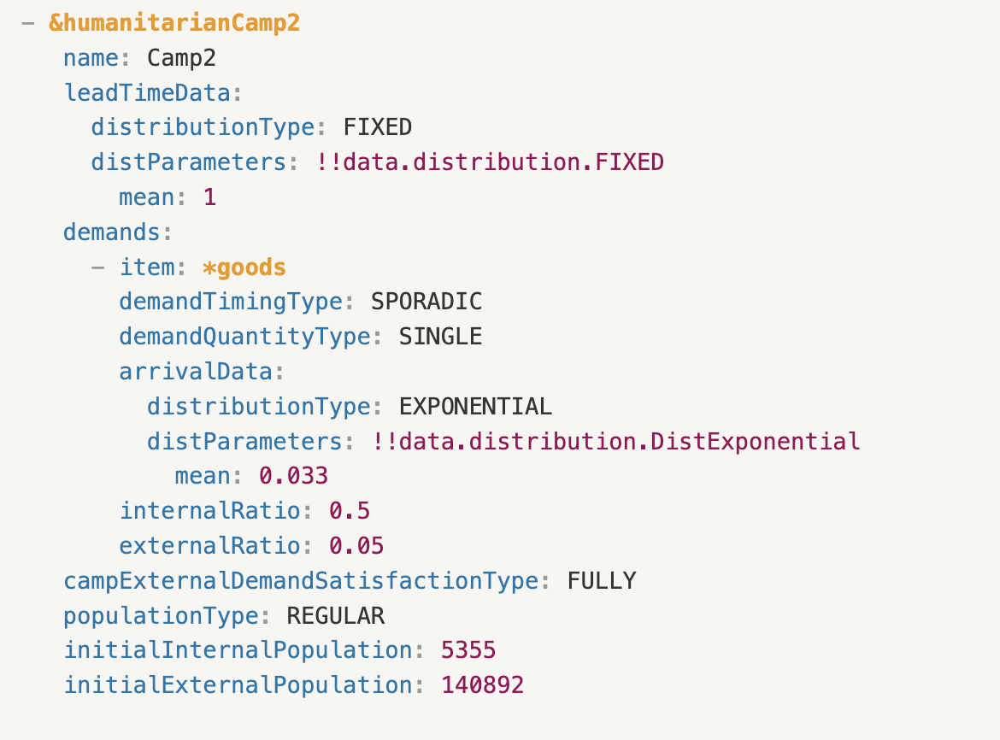 - &humanitarianCamp2
name: Camp2
leadTimeData:
distributionType: FIXED
distParameters: !!data.distribution.FIXED
mean: 1
demands:
- item: *goods
demandTimingType: SPORADIC
demandQuantityType: SINGLE
arrivalData:
distributionType: EXPONENTIAL
distParameters: !!data.distribution.DistExponential
mean: 0.033
internalRatio: 0.5
externalRatio: 0.05
campExternalDemandSatisfactionType: FULLY
populationType: REGULAR
initialInternalPopulation: 5355
initialExternalPopulation: 140892